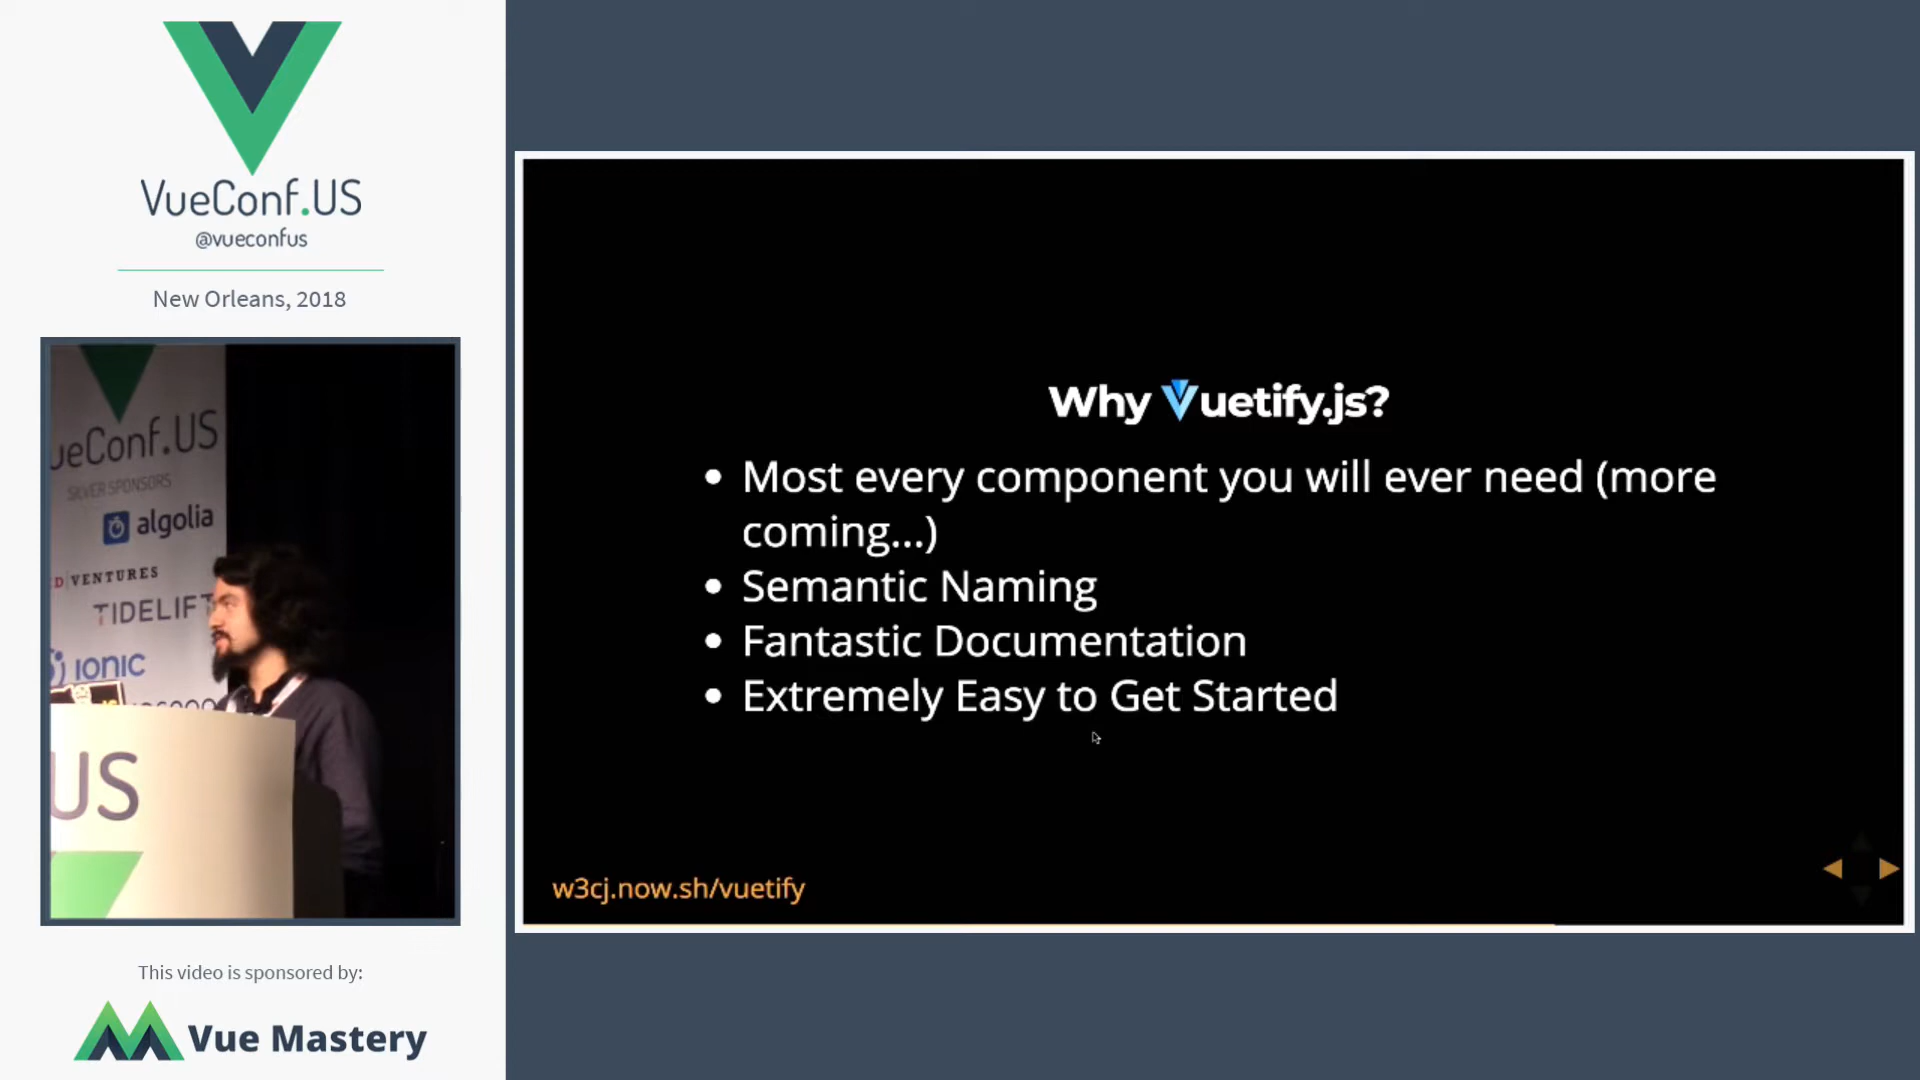 VueConf.US
@vueconfus
New Orleans, 2018
ueConf.US
SILVER SPONSORS
algolia
D VENTURES
TIDELIFT
IONIC
US
This video is sponsored by:
Vue Mastery
Why Vuetify.js?
• Most every component you will ever need (more
coming...)
• Semantic Naming
• Fantastic Documentation
• Extremely Easy to Get Started
w3cj.now.sh/vuetify